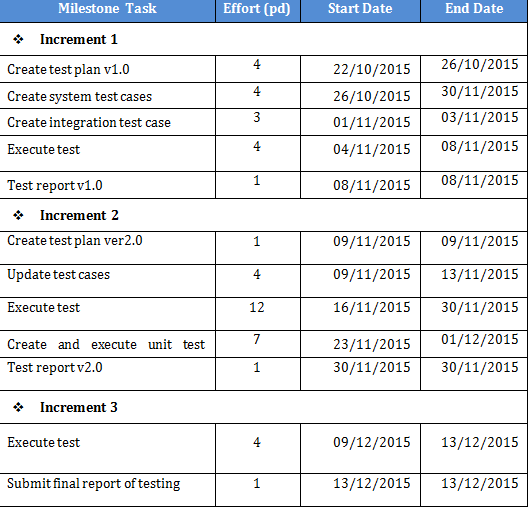 Milestone Task Effort (pd) Start Date End Date
❖ Increment 1
Create test plan v1.0 4 22/10/2015 26/10/2015
Create system test cases 4 26/10/2015 30/11/2015
Create integration test case 3 01/11/2015 03/11/2015
Execute test 4 04/11/2015 08/11/2015
Test report v1.0 1 08/11/2015 08/11/2015
❖ Increment 2
Create test plan ver2.0 1 09/11/2015 09/11/2015
Update test cases 4 09/11/2015 13/11/2015
Execute test 12 16/11/2015 30/11/2015
Create and execute unit test 7 23/11/2015 01/12/2015
Test report v2.0 1 30/11/2015 30/11/2015
❖ Increment 3
Execute test 4 09/12/2015 13/12/2015
Submit final report of testing 1 13/12/2015 13/12/2015